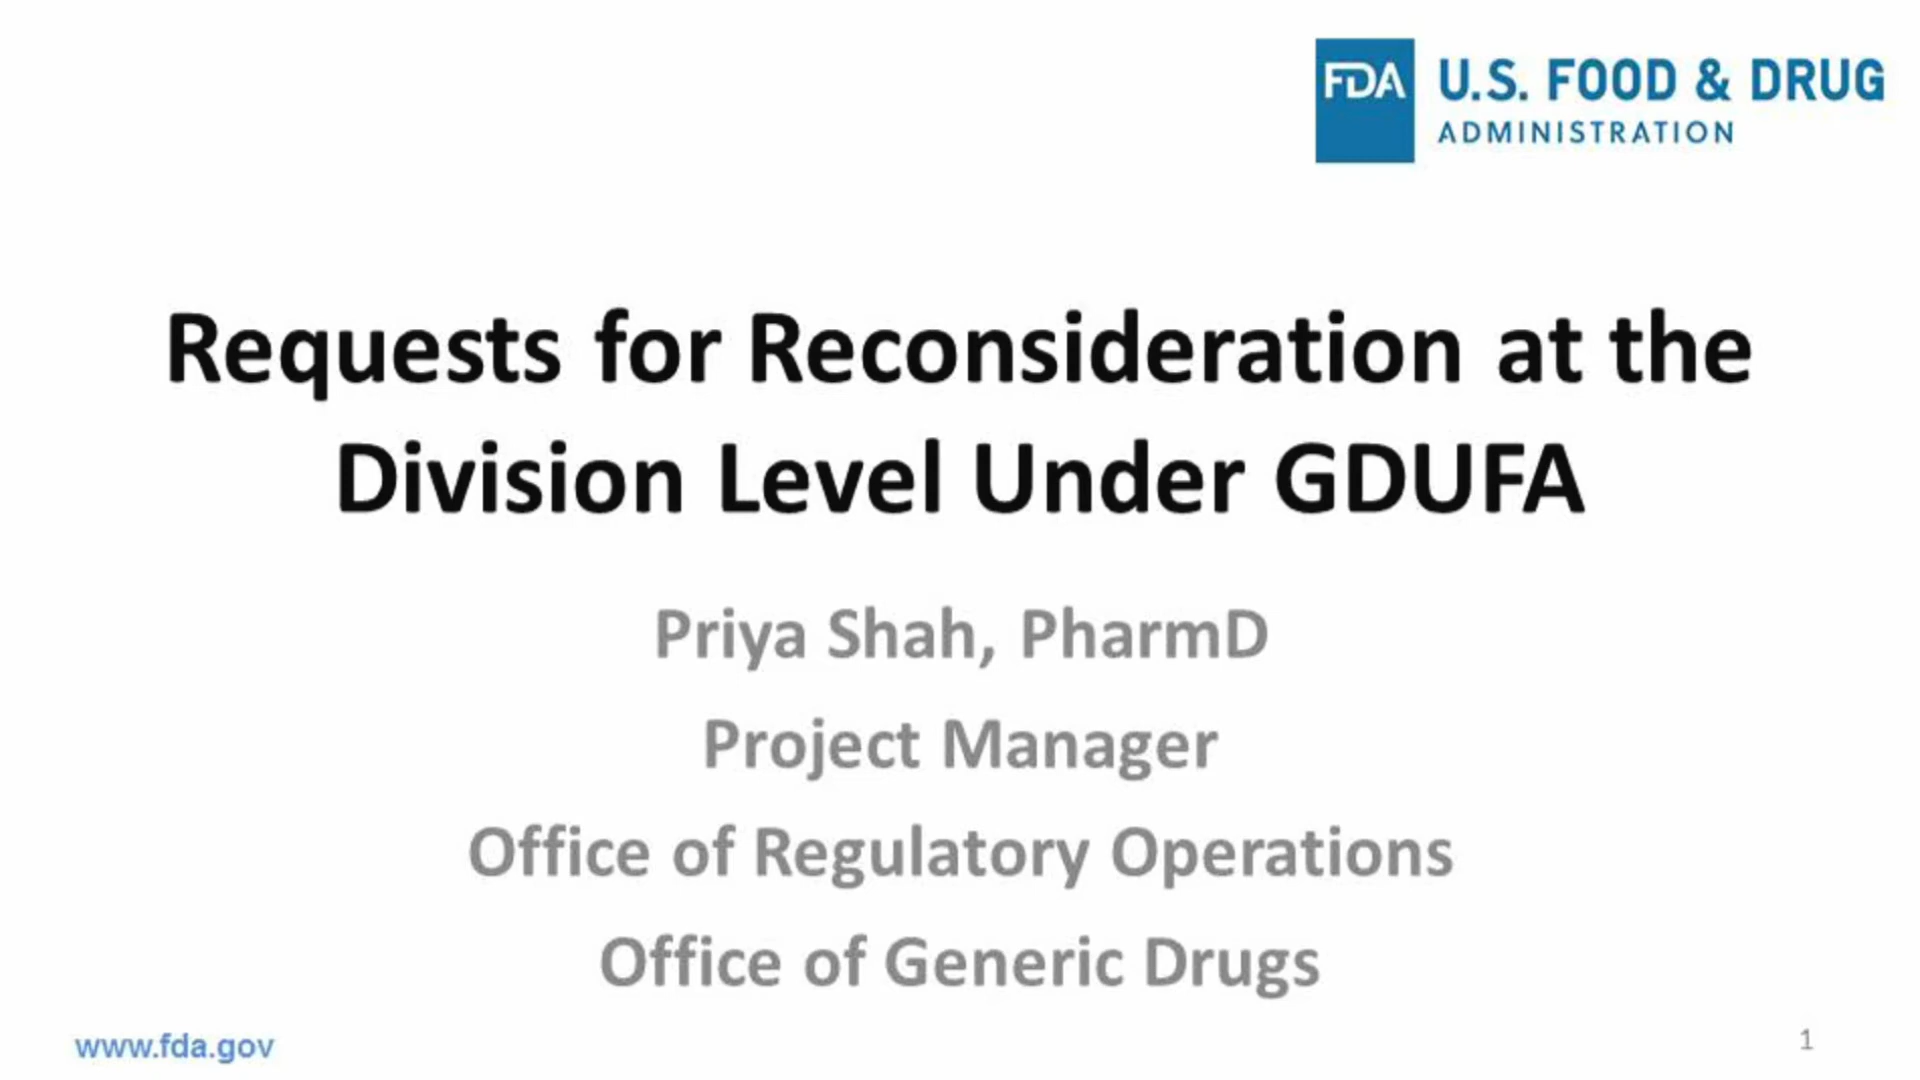 FDA
U.S. FOOD & DRUG
ADMINISTRATION
Requests for Reconsideration at the
Division Level Under GDUFA
Priya Shah, PharmD
Project Manager
Office of Regulatory Operations
Office of Generic Drugs
www.fda.gov
1